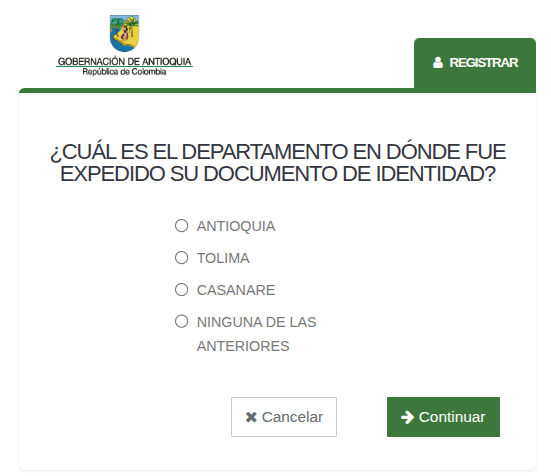 GOBERNACIÓN DE ANTIOQUIA
República de Colombia
REGISTRAR
¿CUÁL ES EL DEPARTAMENTO EN DÓNDE FUE
EXPEDIDO SU DOCUMENTO DE IDENTIDAD?
ANTIOQUIA
TOLIMA
CASANARE
NINGUNA DE LAS
ANTERIORES
Cancelar
Continuar